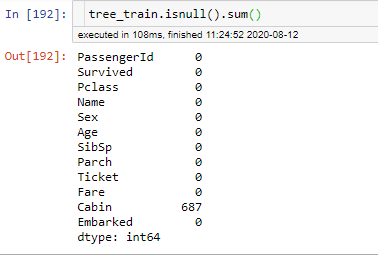 In [192]: tree_train.isnull().sum()
executed in 108ms, finished 11:24:52 2020-08-12
Out[192]: PassengerId      0
Survived         0
Pclass           0
Name             0
Sex              0
Age              0
SibSp            0
Parch            0
Ticket           0
Fare             0
Cabin          687
Embarked         0
dtype: int64